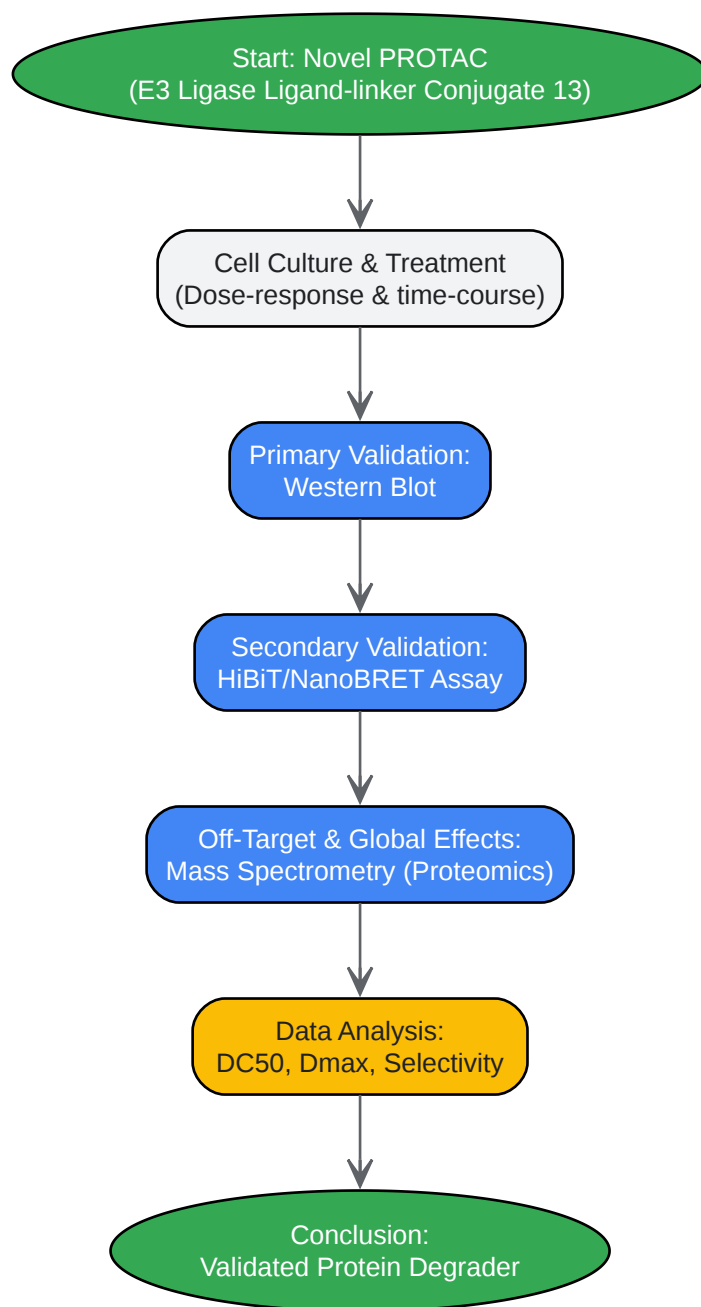 Start: Novel PROTAC
(E3 Ligase Ligand-linker Conjugate 13)
Cell Culture & Treatment
(Dose-response & time-course)
Primary Validation:
Western Blot
Secondary Validation:
HiBiT/NanoBRET Assay
Off-Target & Global Effects:
Mass Spectrometry (Proteomics)
Data Analysis:
DC50, Dmax, Selectivity
Conclusion:
Validated Protein Degrader